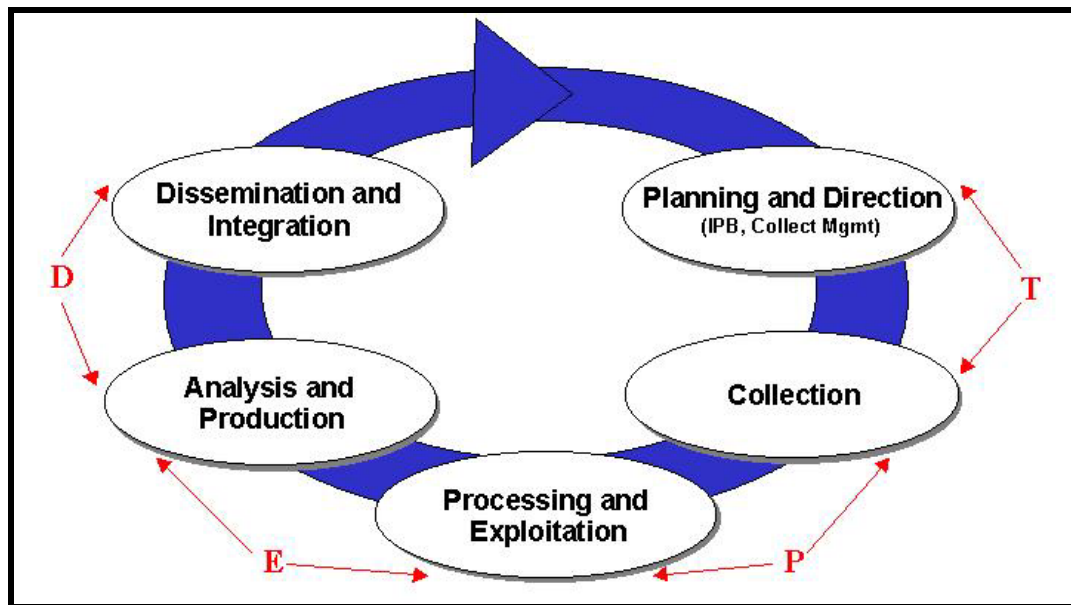 Dissemination and
Integration
Planning and Direction
(IPB, Collect Mgmt)
D
T
Analysis and
Production
Collection
Processing and
Exploitation
E
P